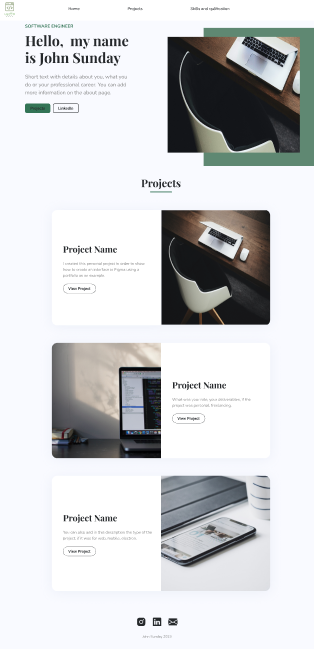 Home
Projects
Skills and qulification
SOFTWARE ENGINEER
Hello, my name
is John Sunday
Short text with details about you, what you
do or your professional career. You can add
more information on the about page.
Projects
LinkedIn
Projects
Project Name
I created this personal project in order to show
how to create an interface in Figma using a
portfolio as an example.
View Project
Project Name
What was your role, your deliverables, if the
project was personal, freelancing.
View Project
Project Name
You can also add in this description the type of the
project, if it was for web, mobile, electron.
View Project